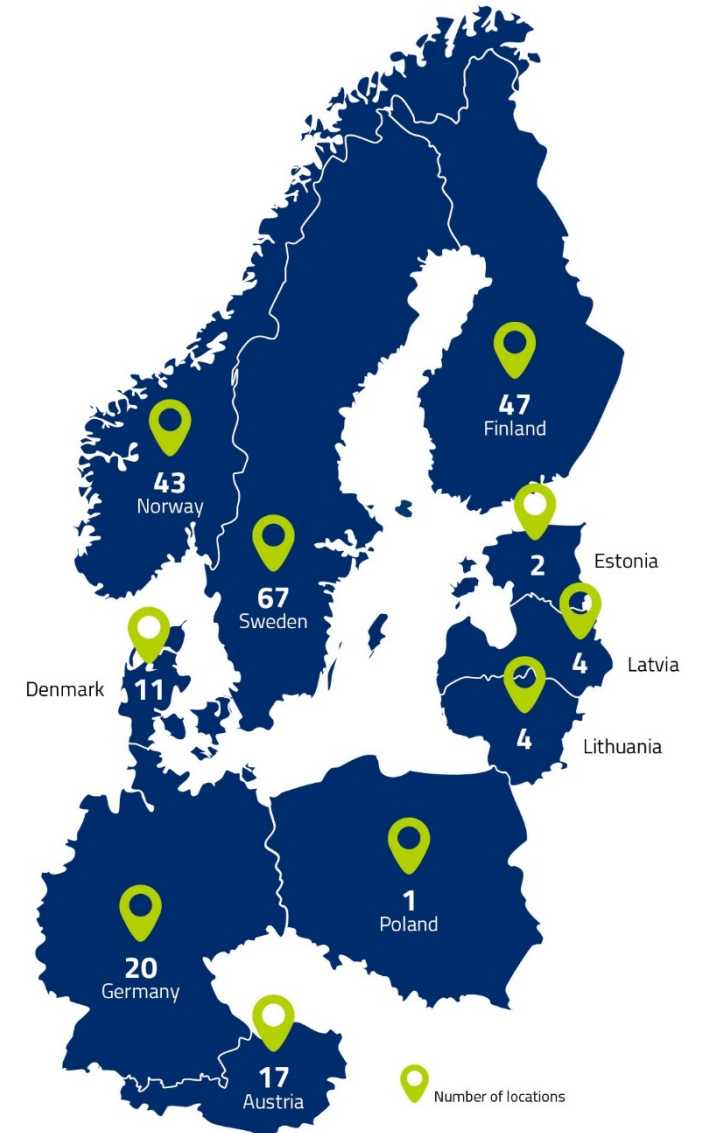 47
Finland
43
Norway
2
Estonia
67
Sweden
4
Latvia
Denmark
11
4
Lithuania
1
Poland
20
Germany
17
Austria
Number of locations